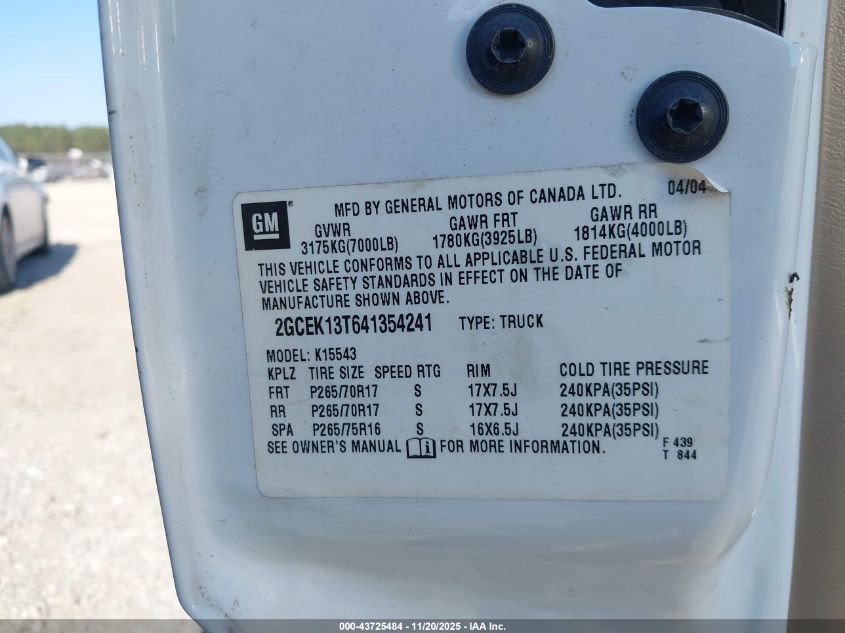 MFD BY GENERAL MOTORS OF CANADA LTD. 04/04
GM
GVWR GAWR FRT GAWR RR
3175KG(7000LB) 1780KG(3925LB) 1814KG(4000LB)
THIS VEHICLE CONFORMS TO ALL APPLICABLE U.S. FEDERAL MOTOR
VEHICLE SAFETY STANDARDS IN EFFECT ON THE DATE OF
MANUFACTURE SHOWN ABOVE.
2GCEK13T641354241 TYPE: TRUCK
MODEL: K15543
KPLZ TIRE SIZE SPEED RTG RIM COLD TIRE PRESSURE
FRT P265/70R17 S 17X7.5J 240KPA(35PSI)
RR P265/70R17 S 17X7.5J 240KPA(35PSI)
SPA P265/75R16 S 16X6.5J 240KPA(35PSI)
SEE OWNER'S MANUAL i FOR MORE INFORMATION.
F 439
T 844
000-43725484 - 11/20/2025 - IAA Inc.